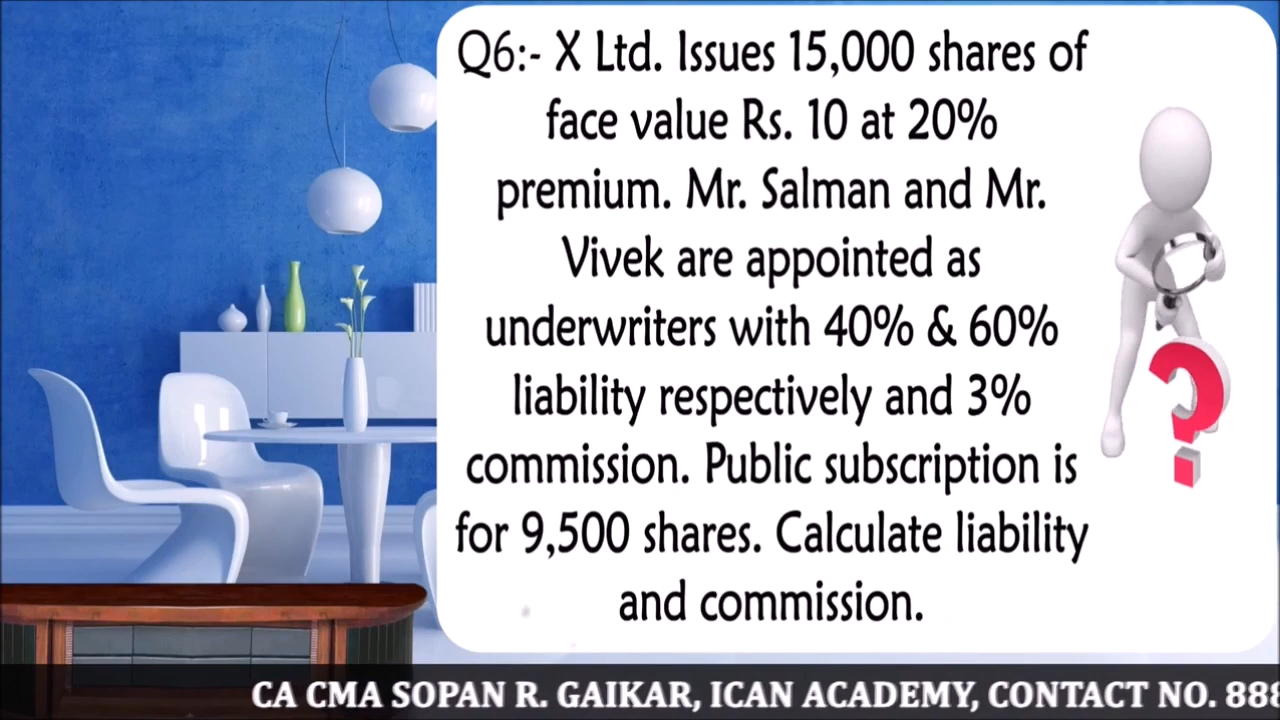 Q6:- X Ltd. Issues 15,000 shares of
face value Rs. 10 at 20%
premium. Mr. Salman and Mr.
Vivek are appointed as
underwriters with 40% & 60%
liability respectively and 3%
commission. Public subscription is
for 9,500 shares. Calculate liability
and commission.
CA CMA SOPAN R. GAIKAR, ICAN ACADEMY, CONTACT NO. 888